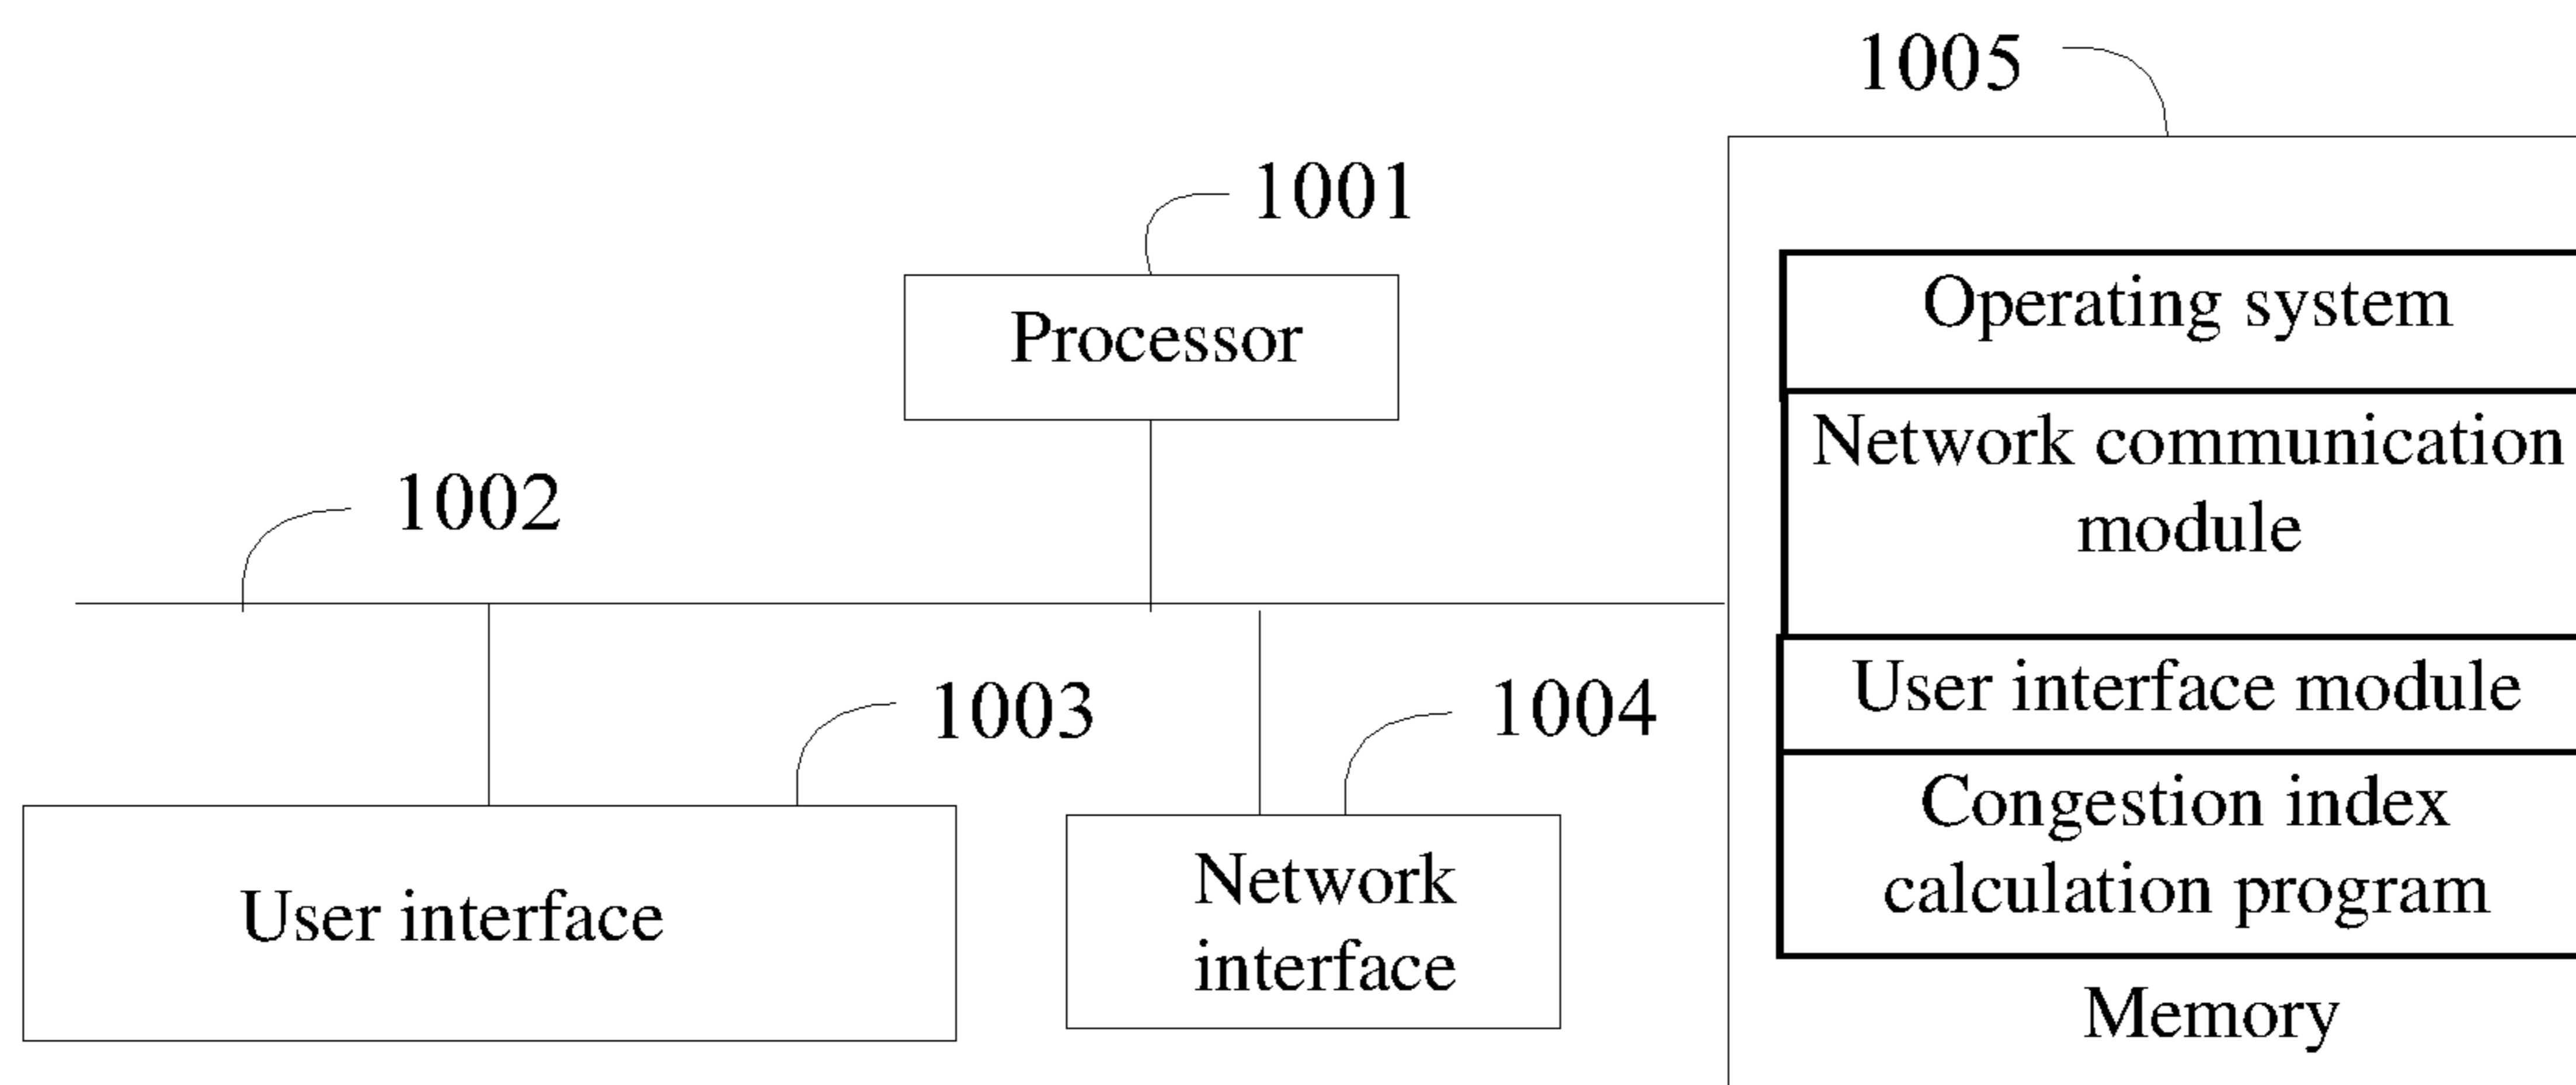 1005
1001
Processor
1002
1003
1004
User interface
Network
interface
Operating system
Network communication
module
User interface module
Congestion index
calculation program
Memory